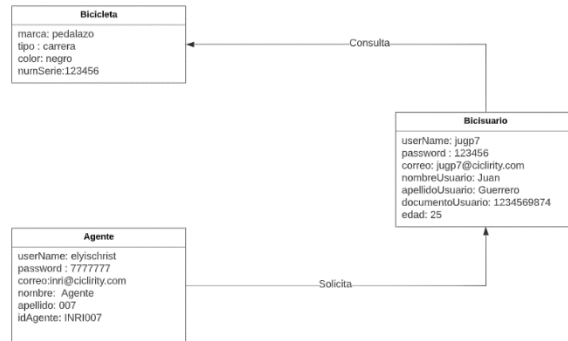 Bicicleta
marca: pedalazo
tipo : carrera
color: negro
numSerie:123456
Consulta
Bicisuario
userName: jugp7
password : 123456
correo: jugp7@ciclirity.com
nombreUsuario: Juan
apellidoUsuario: Guerrero
documentoUsuario: 1234569874
edad: 25
Agente
userName: elyischrist
password : 7777777
correo:inri@ciclirity.com
nombre:  Agente
apellido: 007
idAgente: INRI007
Solicita